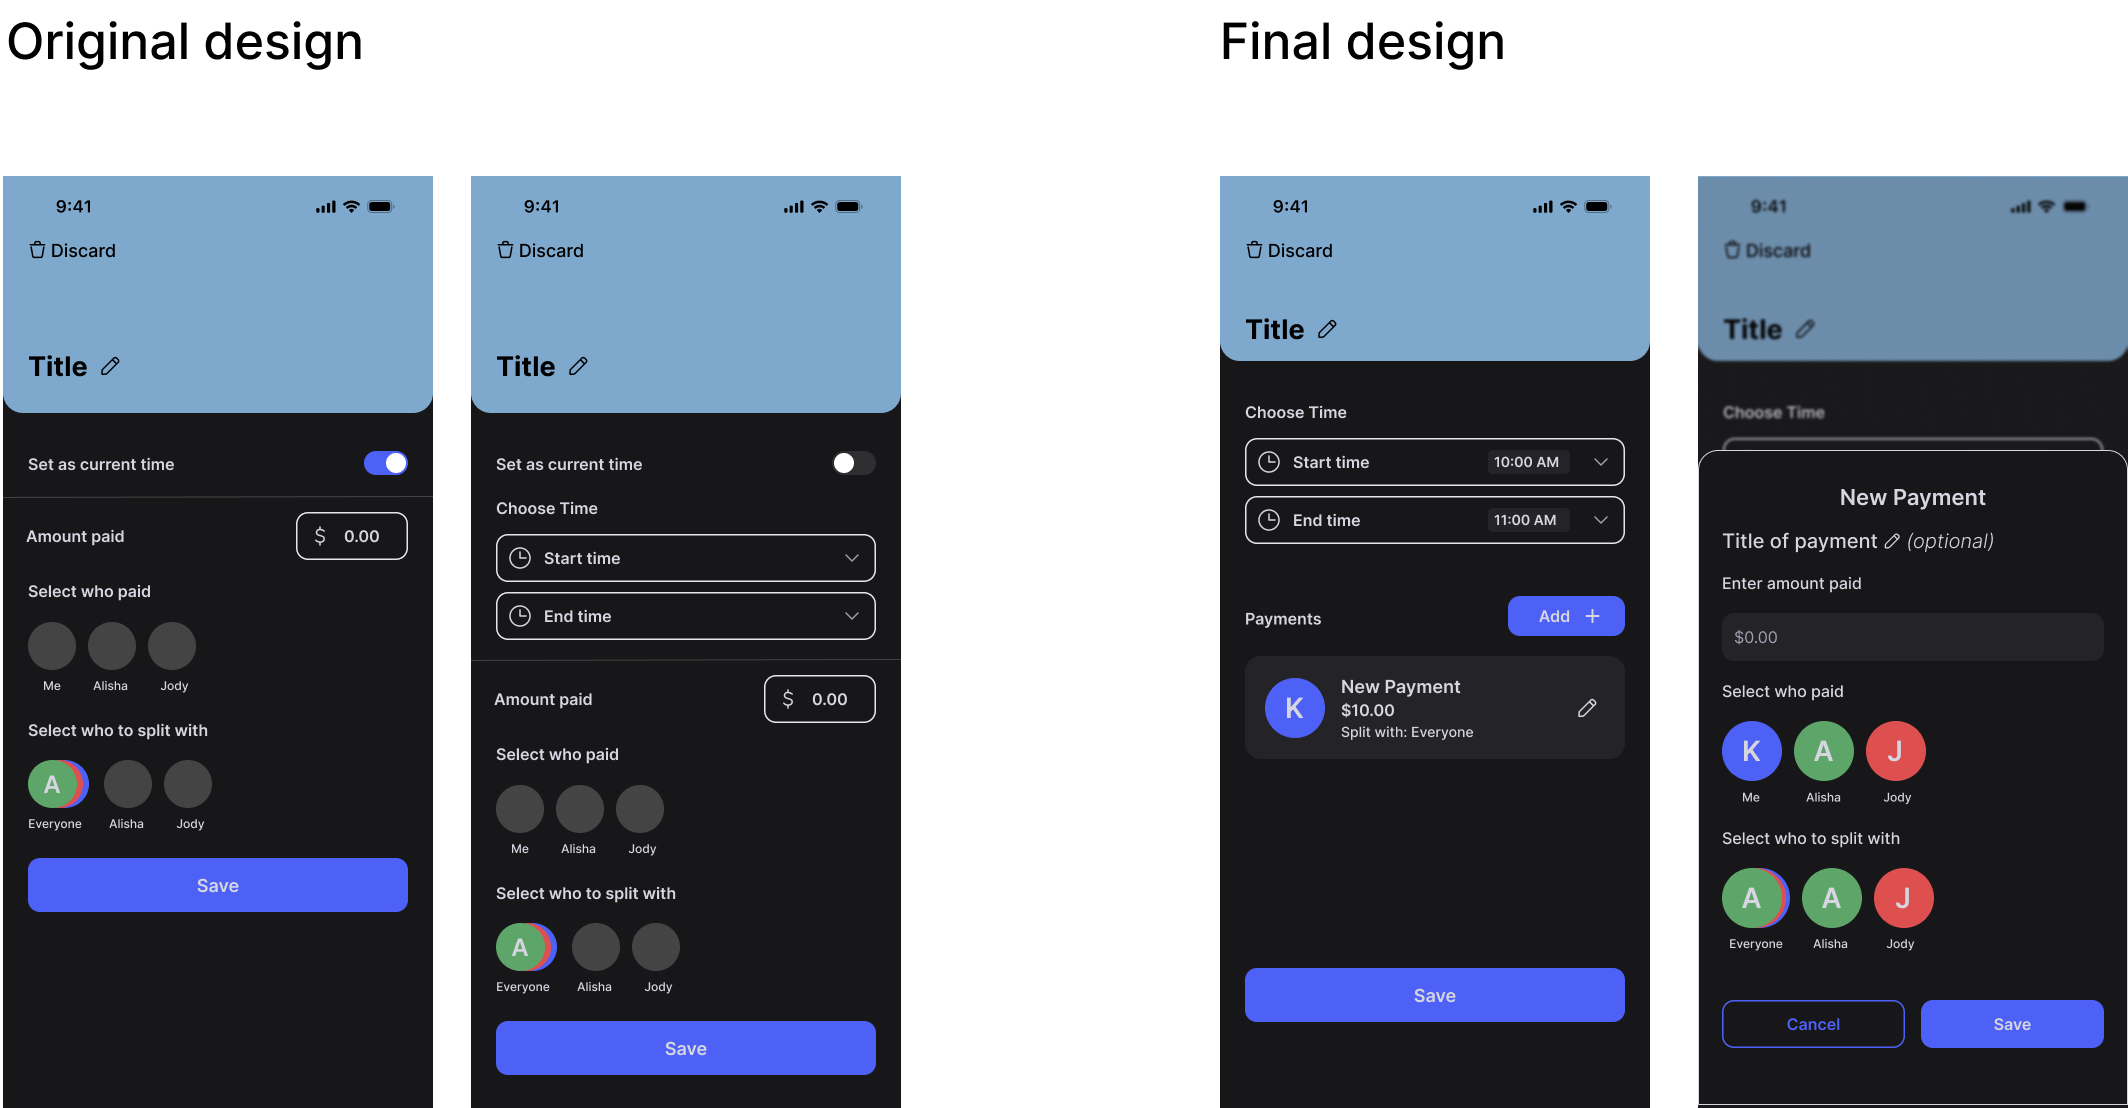 Original design
Final design
9:41
Discard
Title
Set as current time
Amount paid
$ 0.00
Select who paid
Me Alisha Jody
Select who to split with
A
Everyone Alisha Jody
Save
9:41
Discard
Title
Set as current time
Choose Time
Start time
End time
Amount paid
$ 0.00
Select who paid
Me Alisha Jody
Select who to split with
A
Everyone Alisha Jody
Save
9:41
Discard
Title
Choose Time
Start time 10:00 AM
End time 11:00 AM
Payments
Add +
K
New Payment
$10.00
Split with: Everyone
Save
9:41
Discard
Title
Choose Time
New Payment
Title of payment (optional)
Enter amount paid
$0.00
Select who paid
K A J
Me Alisha Jody
Select who to split with
A A J
Everyone Alisha Jody
Cancel Save